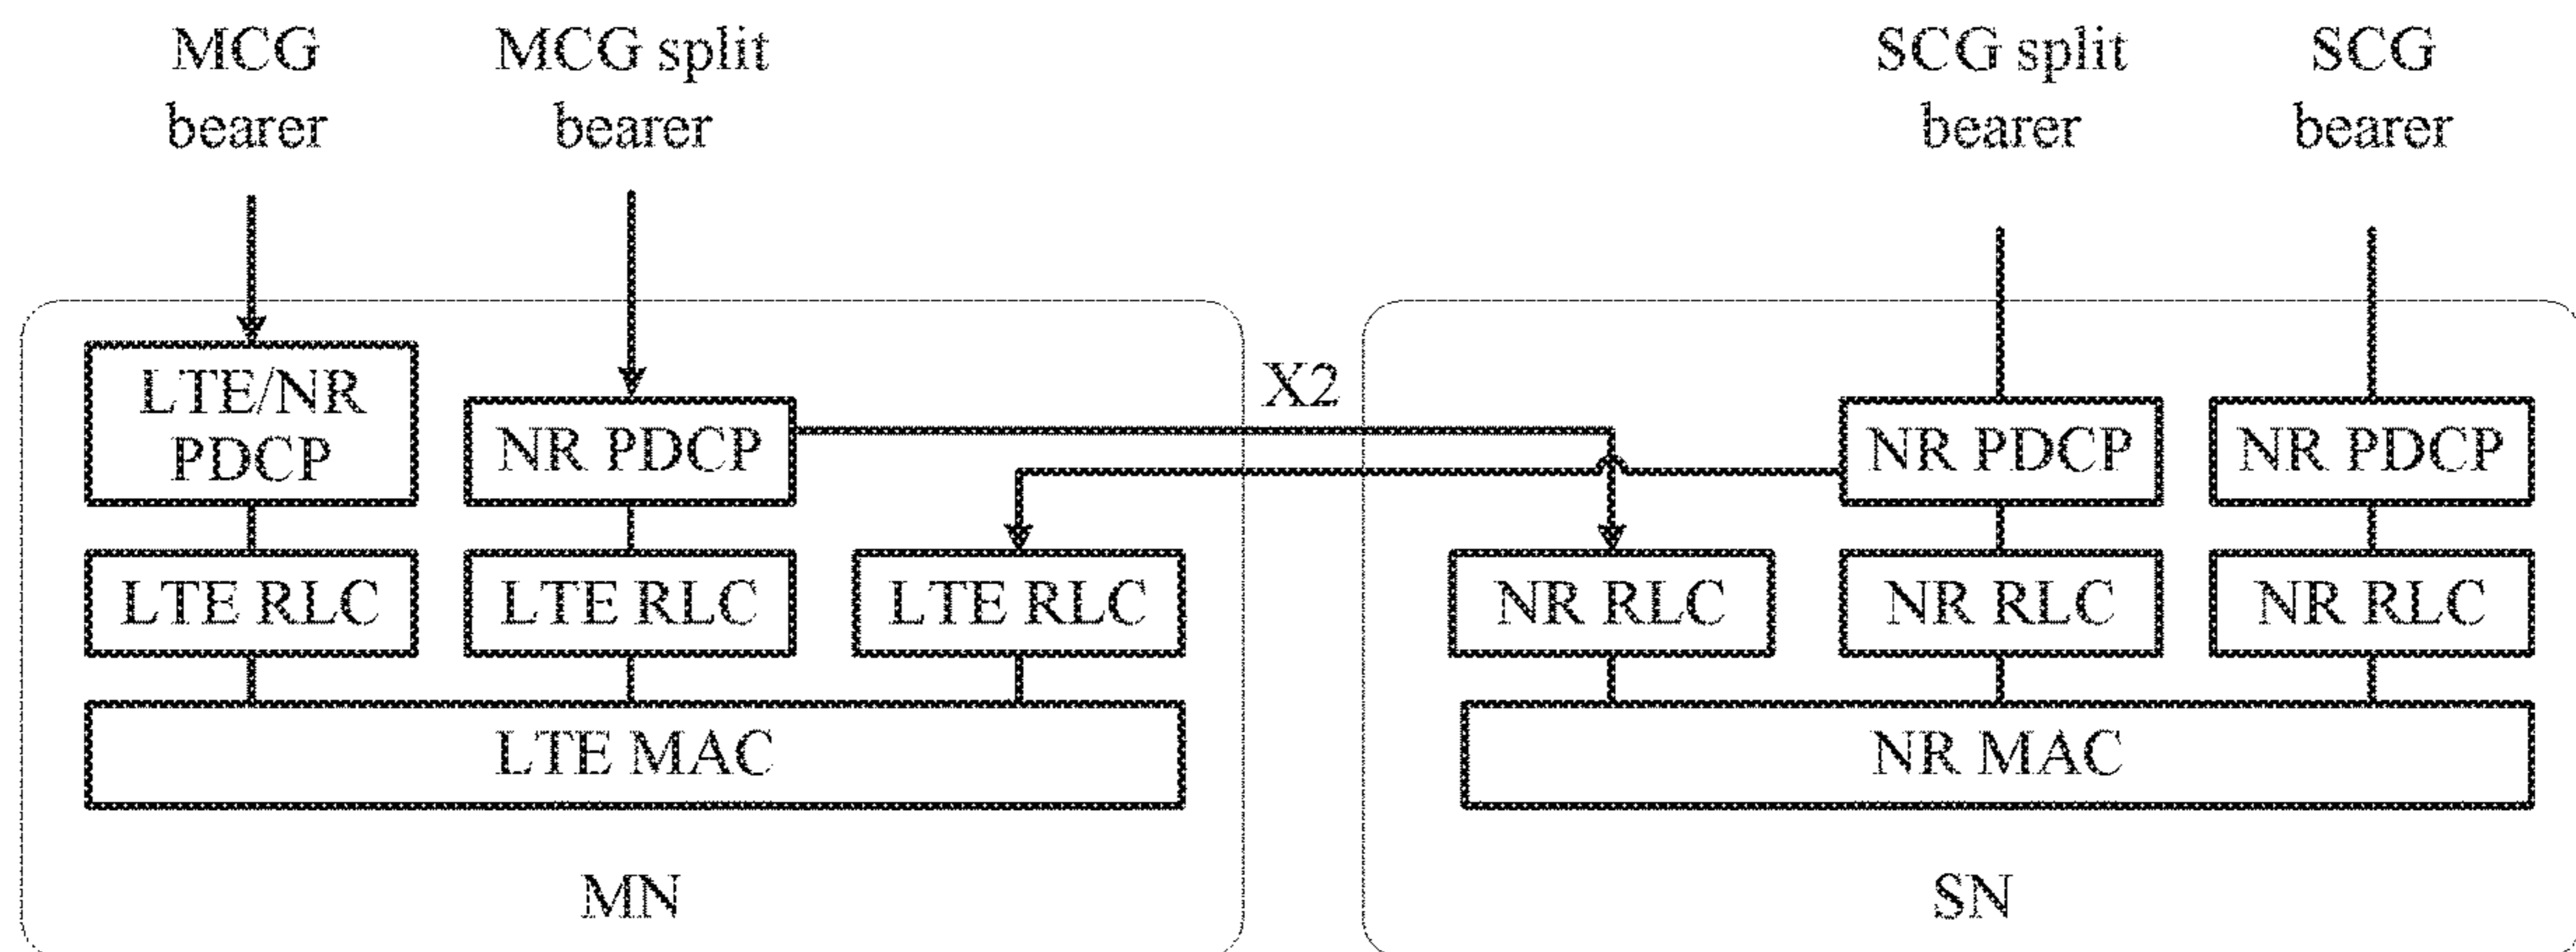 MCG
bearer
MCG split
bearer
SCG split
bearer
SCG
bearer
X2
LTE/NR
PDCP
NR PDCP
NR PDCP
NR PDCP
LTE RLC
LTE RLC
LTE RLC
NR RLC
NR RLC
NR RLC
LTE MAC
NR MAC
MN
SN